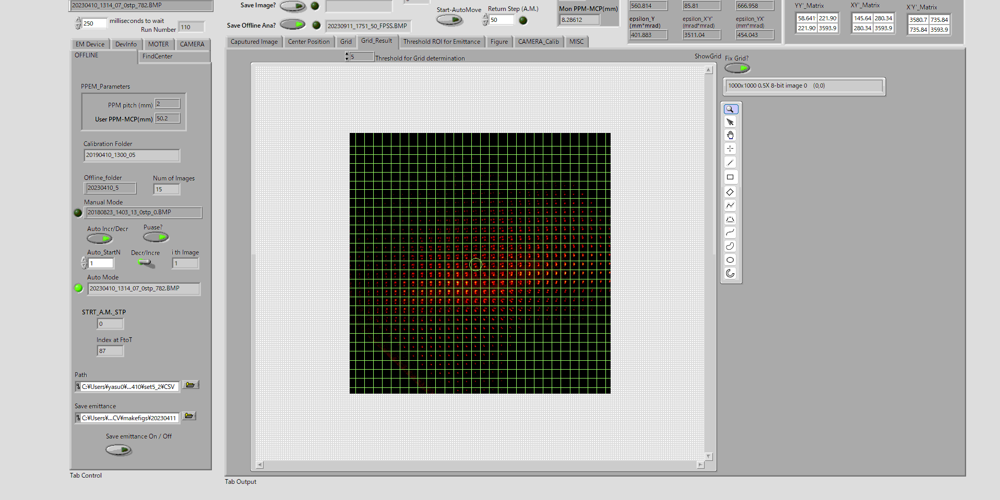 20230410_1314_07_0stp_782.BMP
250
milliseconds to wait
Run Number
110
Save Image?
Save Offline Ana?
20230911_1751_50_FPSS.BMP
Start-AutoMove
Return Step (A.M.)
50
Mon PPM-MCP(mm)
8.28612
560.814
85.81
666.958
epsilon_Y
(mm*mrad)
401.883
epsilon_X'Y'
(mrad*mrad)
3511.04
epsilon_YX'
(mm*mrad)
454.043
YY'_Matrix
58.641
221.90
221.90
3593.9
XY'_Matrix
145.64
280.34
280.34
3593.9
X'Y'_Matrix
3580.7
735.84
735.84
3593.9
EM Device
DevInfo
MOTER
CAMERA
OFFLINE
FindCenter
Caputured Image
Center Position
Grid
Grid_Result
Threshold ROI for Emittance
Figure
CAMERA_Calib
MISC
5
Threshold for Grid determination
ShowGrid
Fix Grid?
1000x1000 0.5X 8-bit image 0 (0,0)
PPEM_Parameters
PPM pitch (mm)
2
User PPM-MCP(mm)
50.2
Calibration Folder
20190410_1300_05
Offline_folder
20230410_5
Num of Images
15
Manual Mode
20180823_1403_13_0stp_0.BMP
Auto Incr/Decr
Puase?
Auto_StartN
1
Decr/Incre
i th Image
1
Auto Mode
20230410_1314_07_0stp_782.BMP
STRT_A.M._STP
0
Index at FtoT
87
Path
C:¥Users¥yasu0¥...410¥set5_2¥CSV
Save emittance
C:¥Users¥...CV¥makefigs¥20230411
Save emittance On / Off
Tab Control
Tab Output